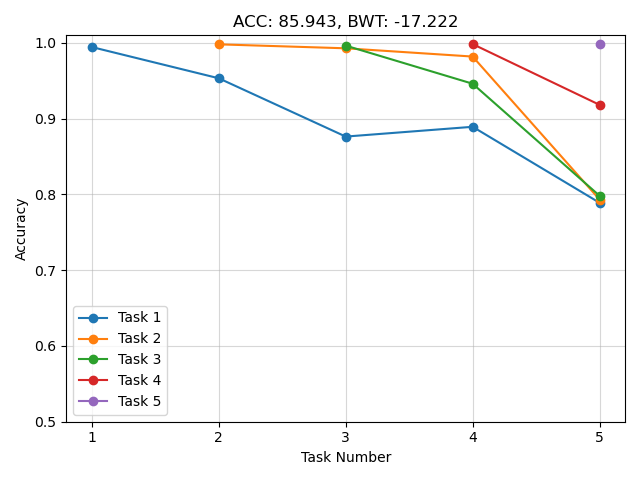 ACC: 85.943, BWT: -17.222
1.0
0.9
0.8
0.7
0.6
0.5
Accuracy
Task 1
Task 2
Task 3
Task 4
Task 5
1 2 3 4 5
Task Number